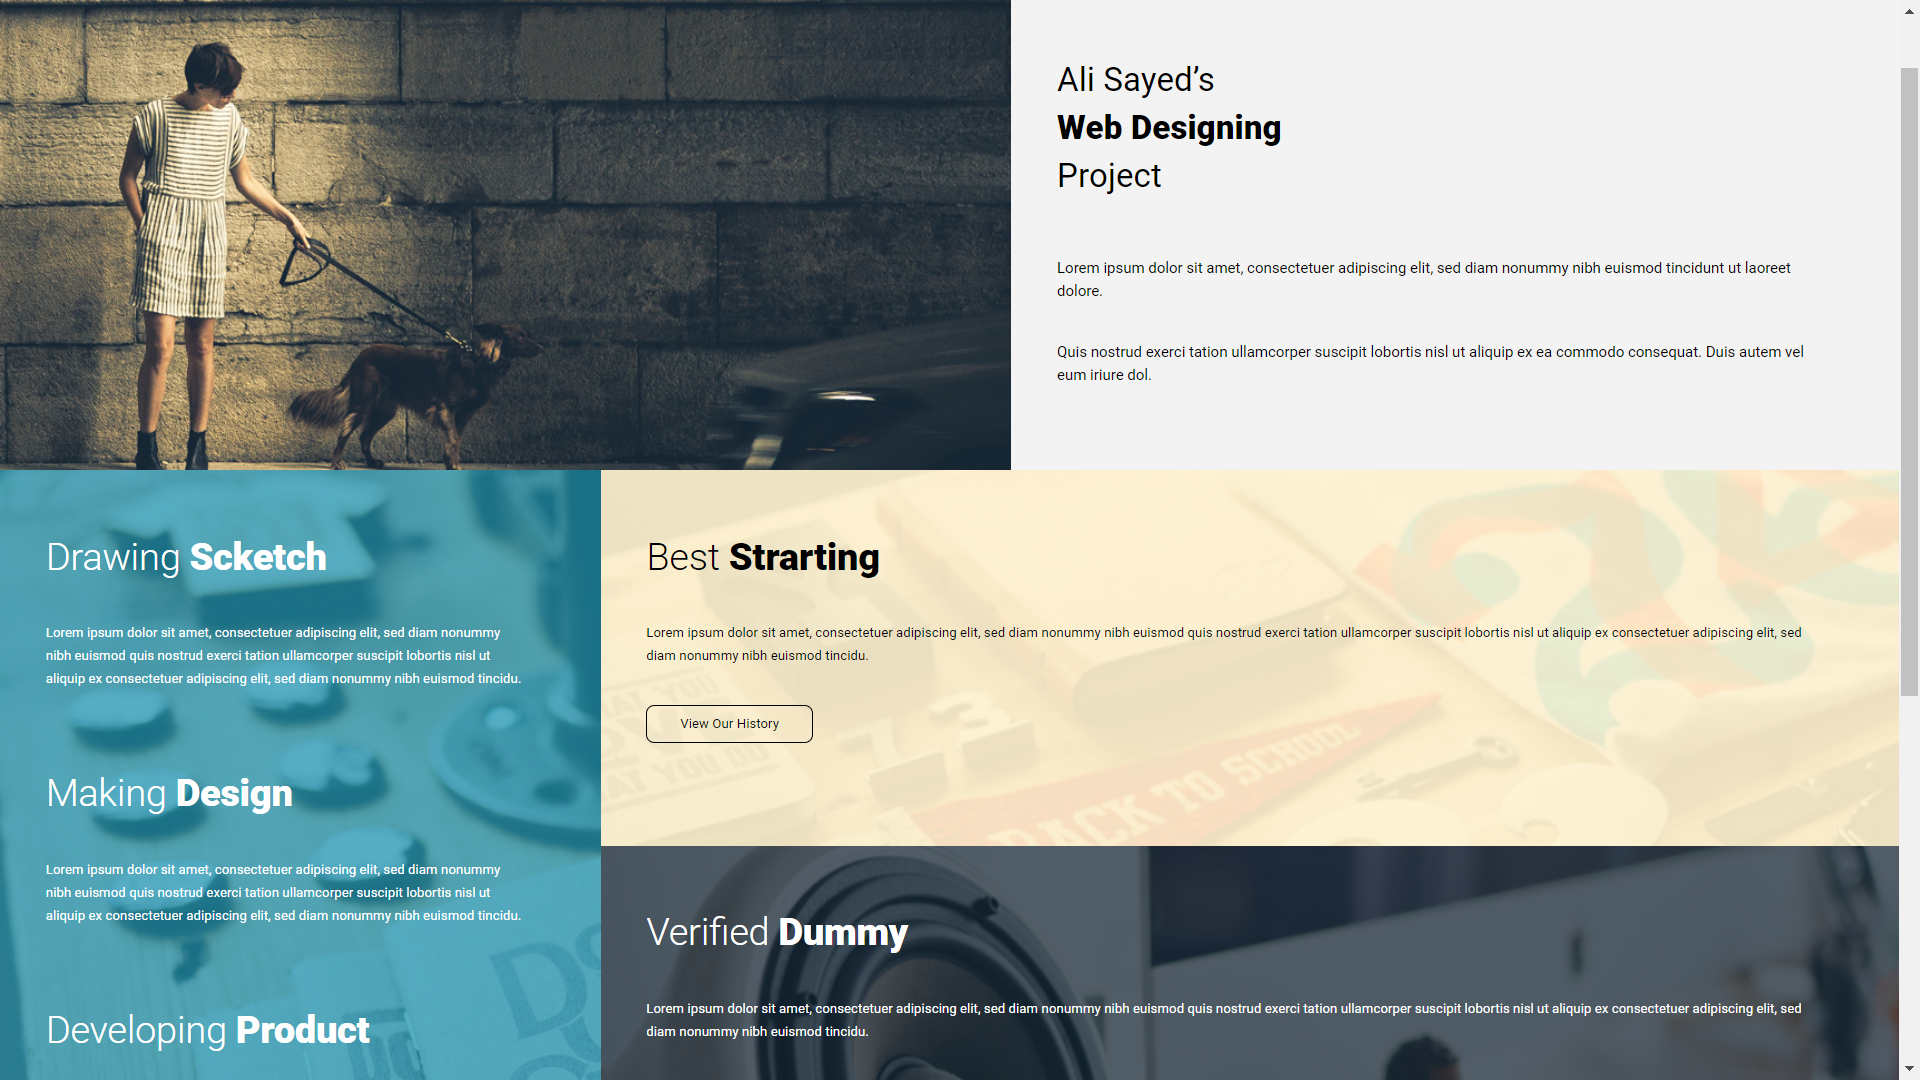 Ali Sayed’s
Web Designing
Project
Lorem ipsum dolor sit amet, consectetuer adipiscing elit, sed diam nonummy nibh euismod tincidunt ut laoreet
dolore.
Quis nostrud exerci tation ullamcorper suscipit lobortis nisl ut aliquip ex ea commodo consequat. Duis autem vel
eum iriure dol.
Drawing Scketch
Lorem ipsum dolor sit amet, consectetuer adipiscing elit, sed diam nonummy
nibh euismod quis nostrud exerci tation ullamcorper suscipit lobortis nisl ut
aliquip ex consectetuer adipiscing elit, sed diam nonummy nibh euismod tincidu.
Making Design
Lorem ipsum dolor sit amet, consectetuer adipiscing elit, sed diam nonummy
nibh euismod quis nostrud exerci tation ullamcorper suscipit lobortis nisl ut
aliquip ex consectetuer adipiscing elit, sed diam nonummy nibh euismod tincidu.
Developing Product
Best Strarting
Lorem ipsum dolor sit amet, consectetuer adipiscing elit, sed diam nonummy nibh euismod quis nostrud exerci tation ullamcorper suscipit lobortis nisl ut aliquip ex consectetuer adipiscing elit, sed
diam nonummy nibh euismod tincidu.
View Our History
WHAT YOU DO
73
BACK TO SCHOOL
Verified Dummy
Lorem ipsum dolor sit amet, consectetuer adipiscing elit, sed diam nonummy nibh euismod quis nostrud exerci tation ullamcorper suscipit lobortis nisl ut aliquip ex consectetuer adipiscing elit, sed
diam nonummy nibh euismod tincidu.